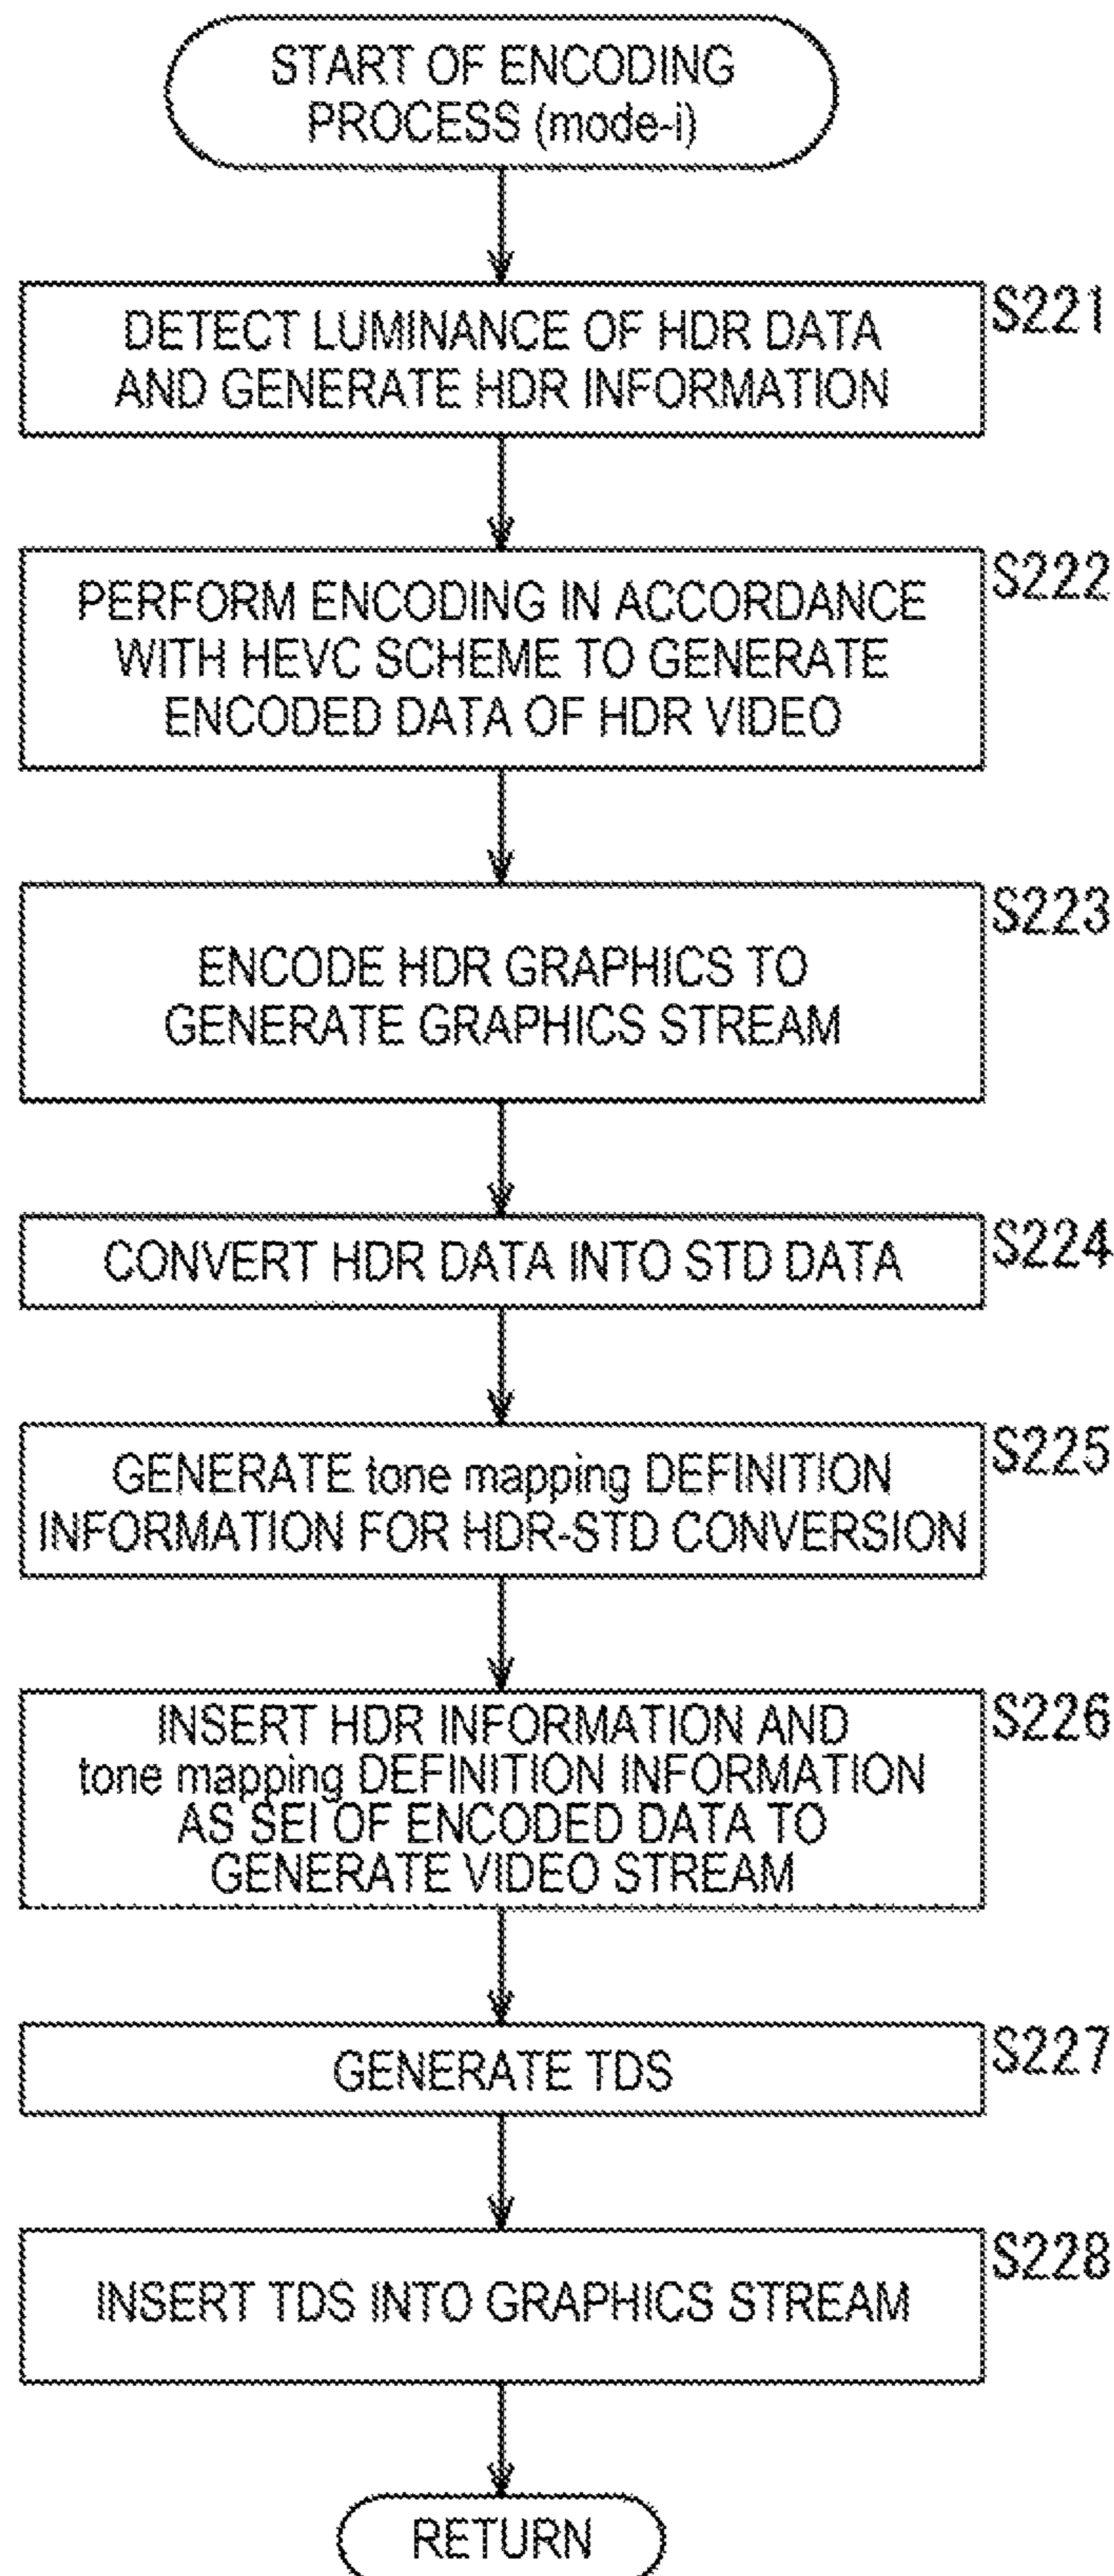 START OF ENCODING
PROCESS (mode-i)
DETECT LUMINANCE OF HDR DATA
AND GENERATE HDR INFORMATION
S221
PERFORM ENCODING IN ACCORDANCE
WITH HEVC SCHEME TO GENERATE
ENCODED DATA OF HDR VIDEO
S222
ENCODE HDR GRAPHICS TO
GENERATE GRAPHICS STREAM
S223
CONVERT HDR DATA INTO STD DATA
S224
GENERATE tone mapping DEFINITION
INFORMATION FOR HDR-STD CONVERSION
S225
INSERT HDR INFORMATION AND
tone mapping DEFINITION INFORMATION
AS SEI OF ENCODED DATA TO
GENERATE VIDEO STREAM
S226
GENERATE TDS
S227
INSERT TDS INTO GRAPHICS STREAM
S228
RETURN